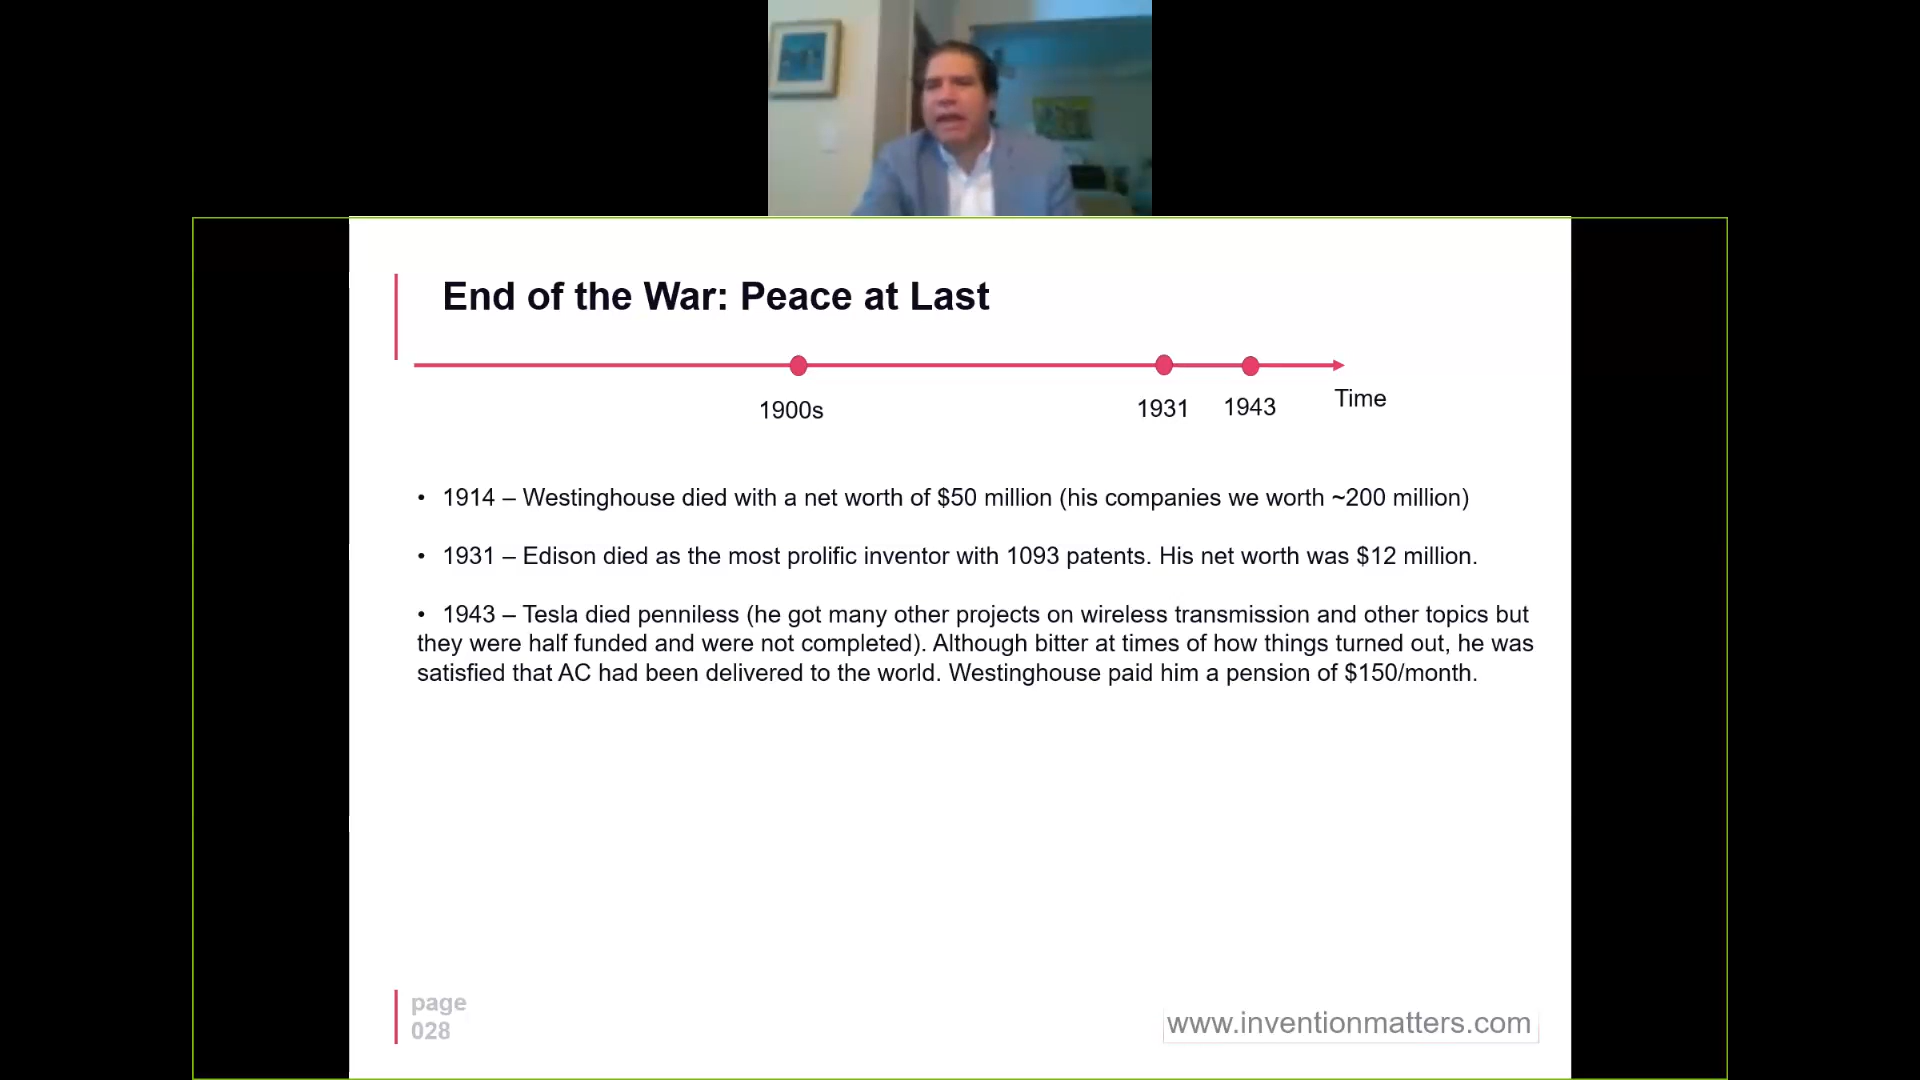 End of the War: Peace at Last
1900s
1931
1943
Time
• 1914 – Westinghouse died with a net worth of $50 million (his companies we worth ~200 million)
• 1931 – Edison died as the most prolific inventor with 1093 patents. His net worth was $12 million.
• 1943 – Tesla died penniless (he got many other projects on wireless transmission and other topics but
they were half funded and were not completed). Although bitter at times of how things turned out, he was
satisfied that AC had been delivered to the world. Westinghouse paid him a pension of $150/month.
page
028
www.inventionmatters.com